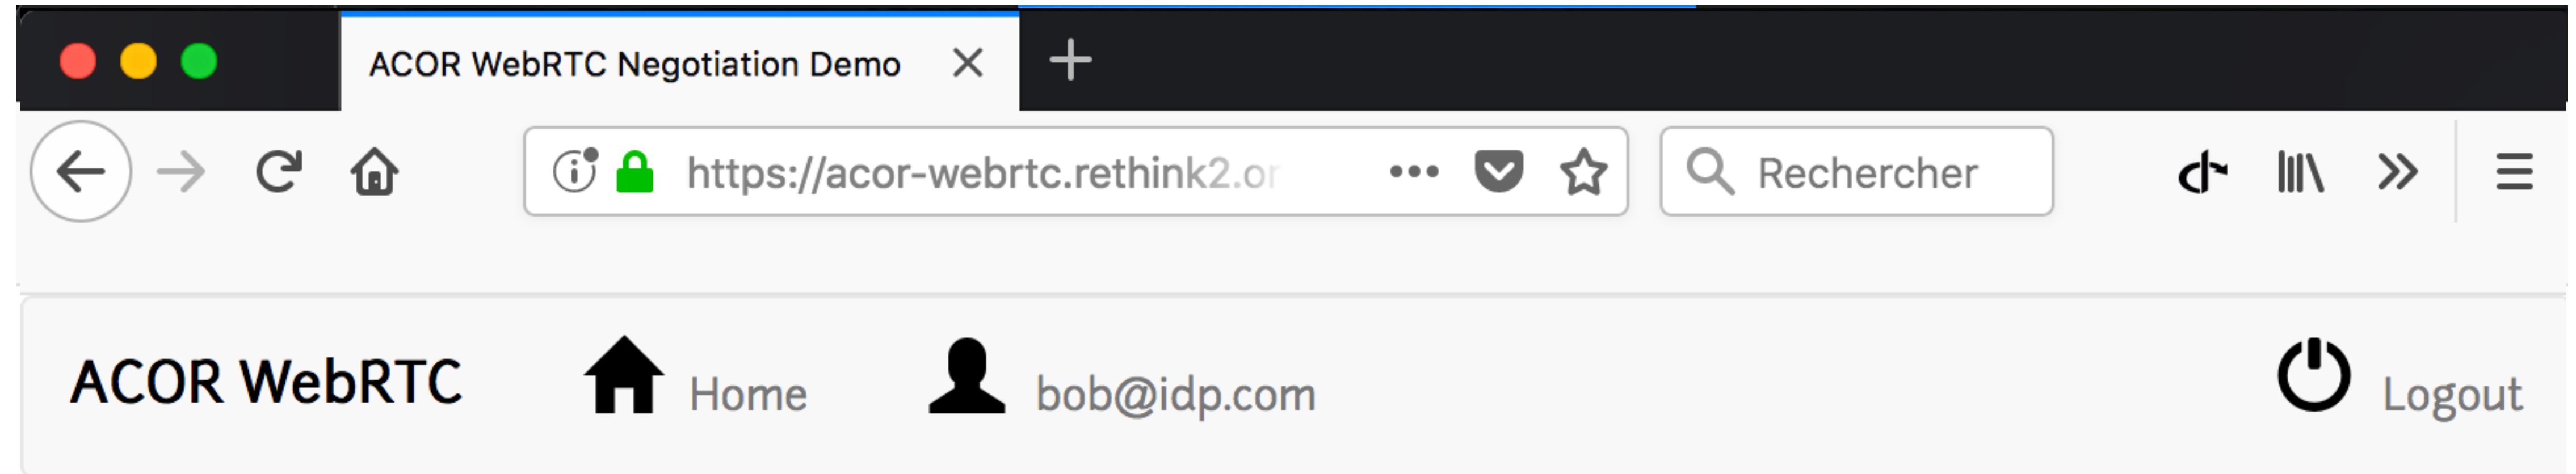 ACOR WebRTC Negotiation Demo
https://acor-webrtc.rethink2.or
Rechercher
ACOR WebRTC Home bob@idp.com Logout